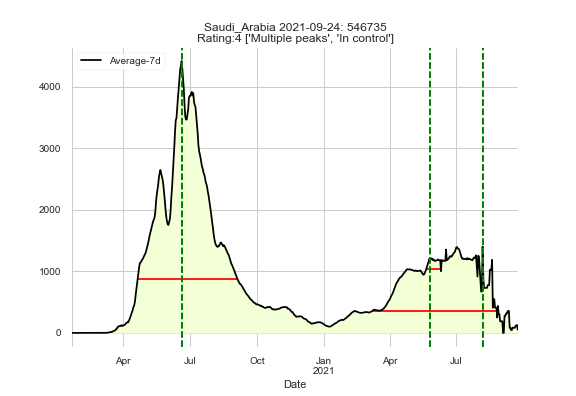 Saudi_Arabia 2021-09-24: 546735
Rating:4 ['Multiple peaks', 'In control']
Average-7d
4000
3000
2000
1000
0
Apr Jul Oct Jan Apr Jul
2021
Date